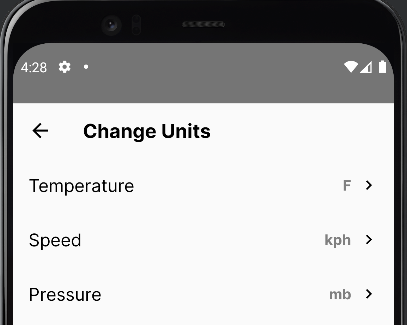 4:28
Change Units
Temperature F
Speed kph
Pressure mb